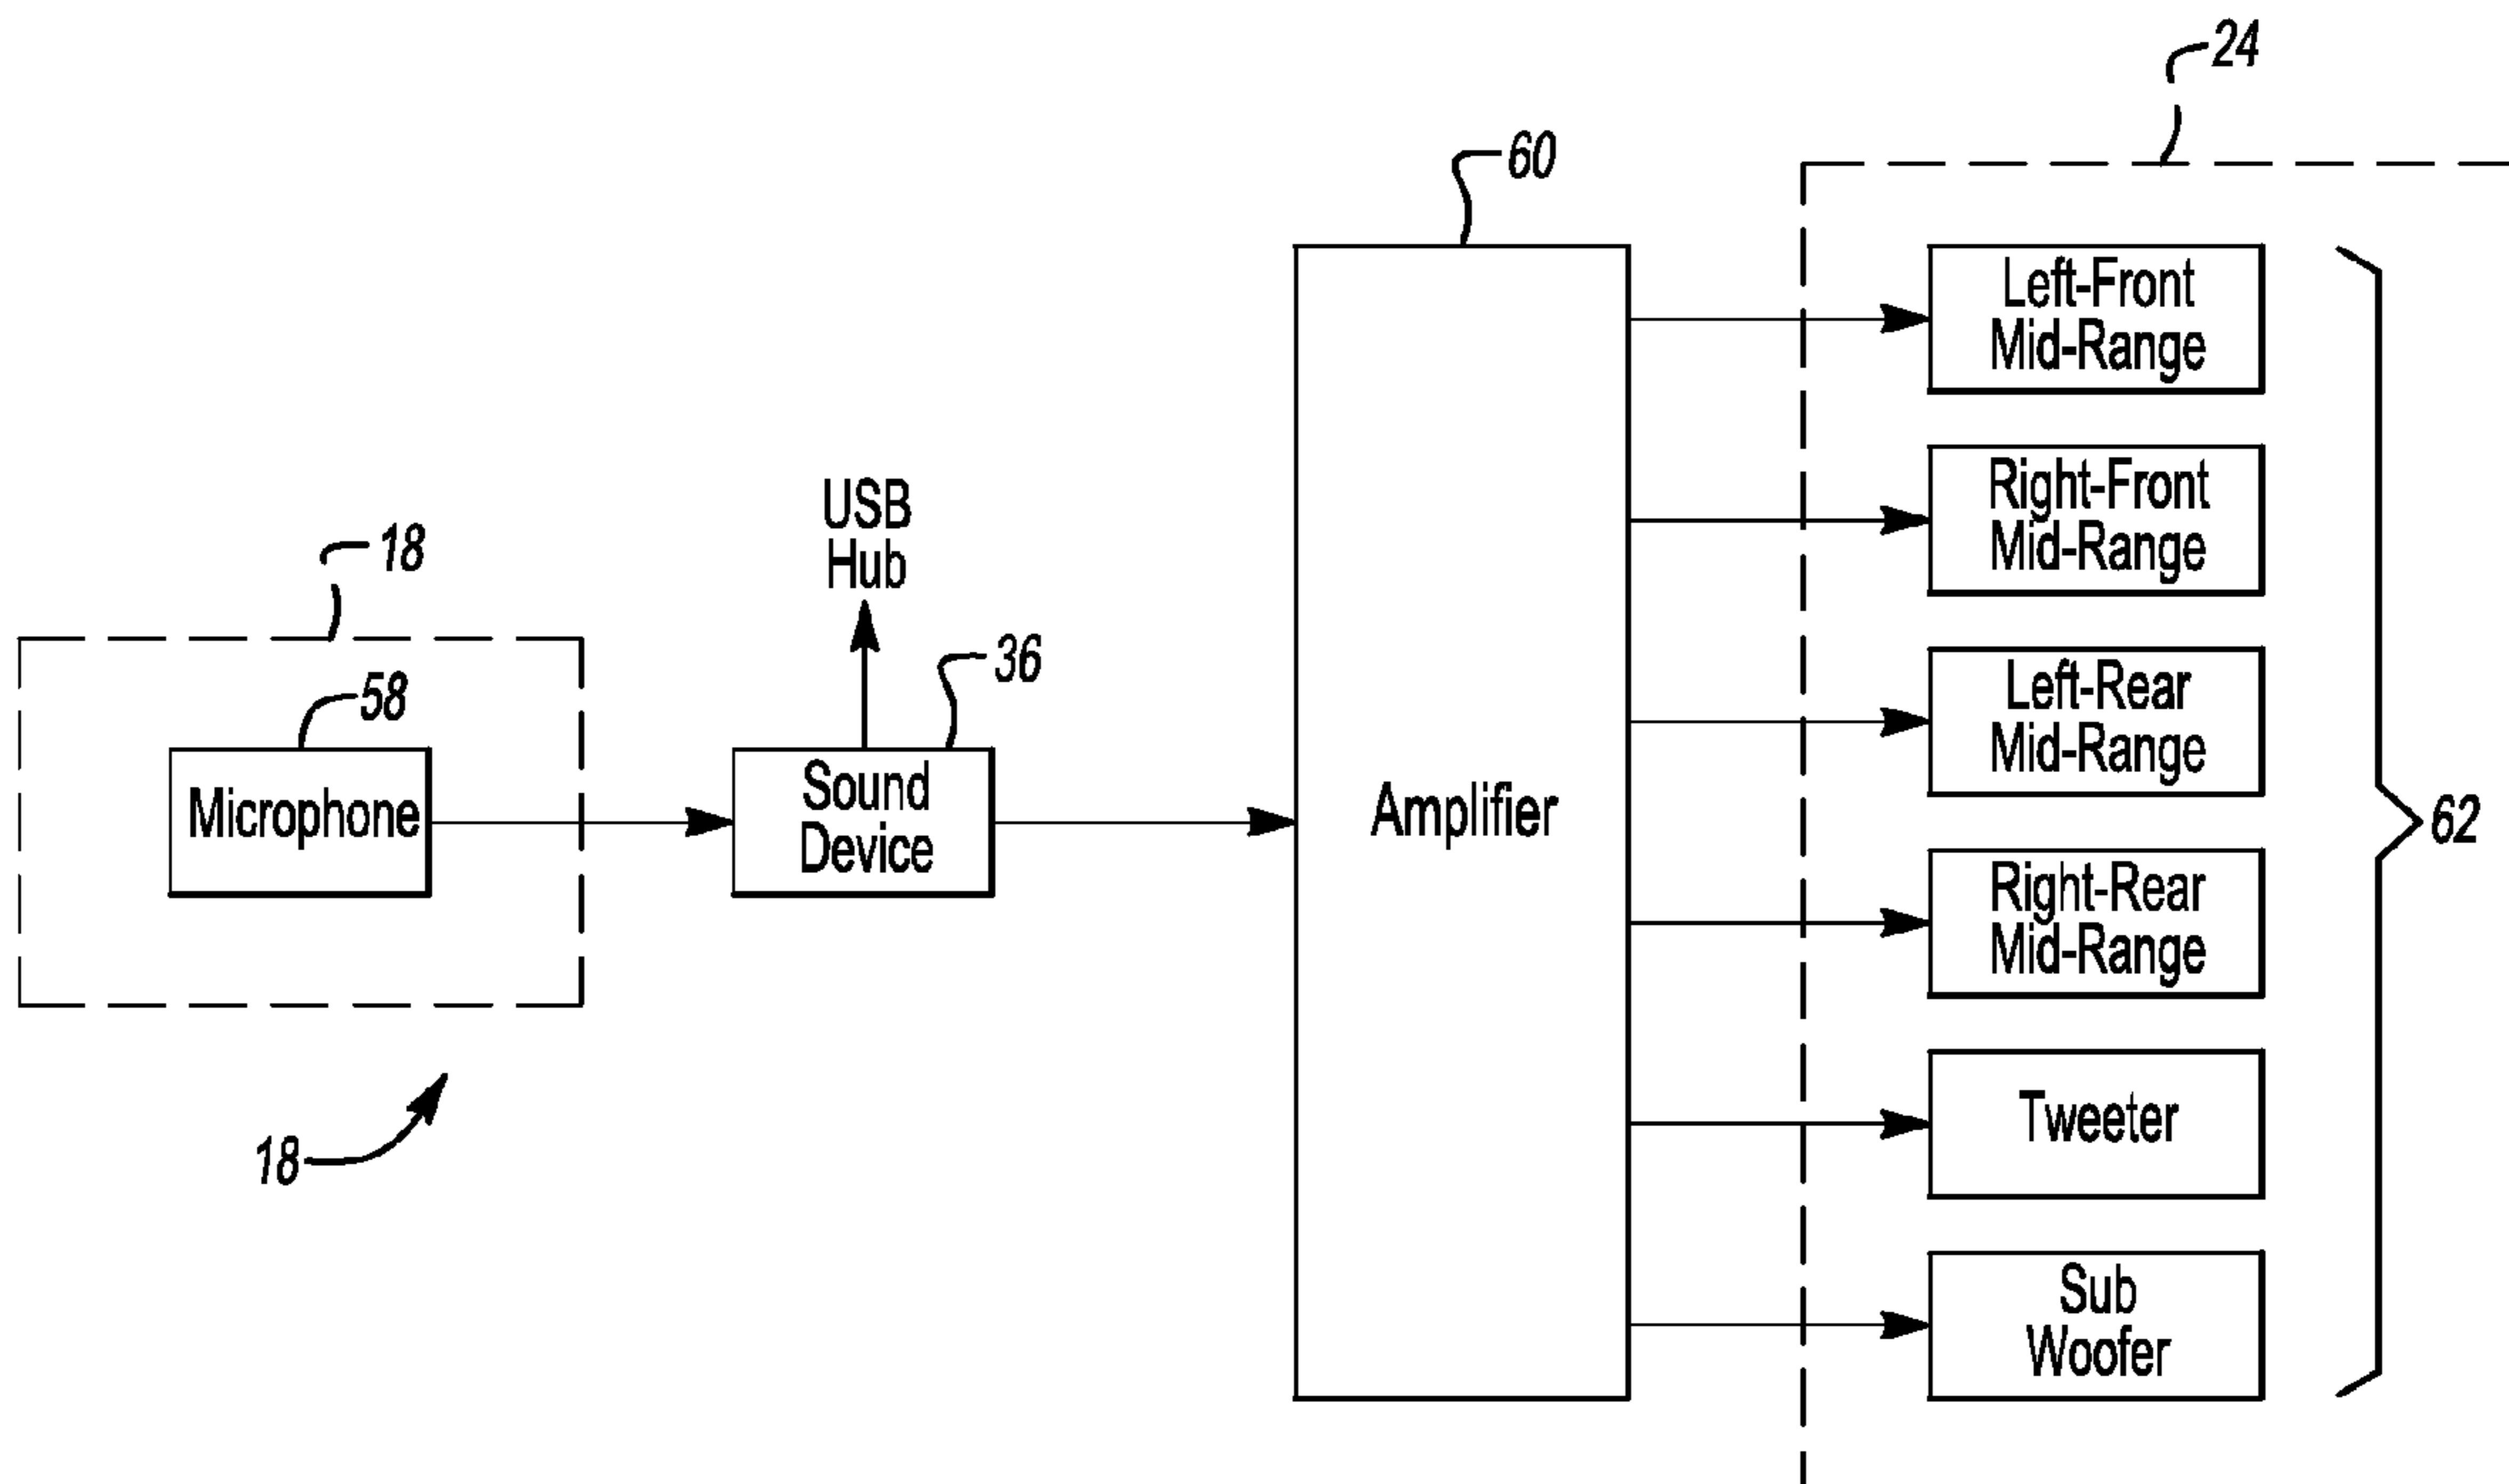 24
60
Left-Front
Mid-Range
USB
Hub
Right-Front
Mid-Range
18
36
58
Left-Rear
Mid-Range
Microphone
Sound
Device
Amplifier
62
Right-Rear
Mid-Range
Tweeter
18
Sub
Woofer